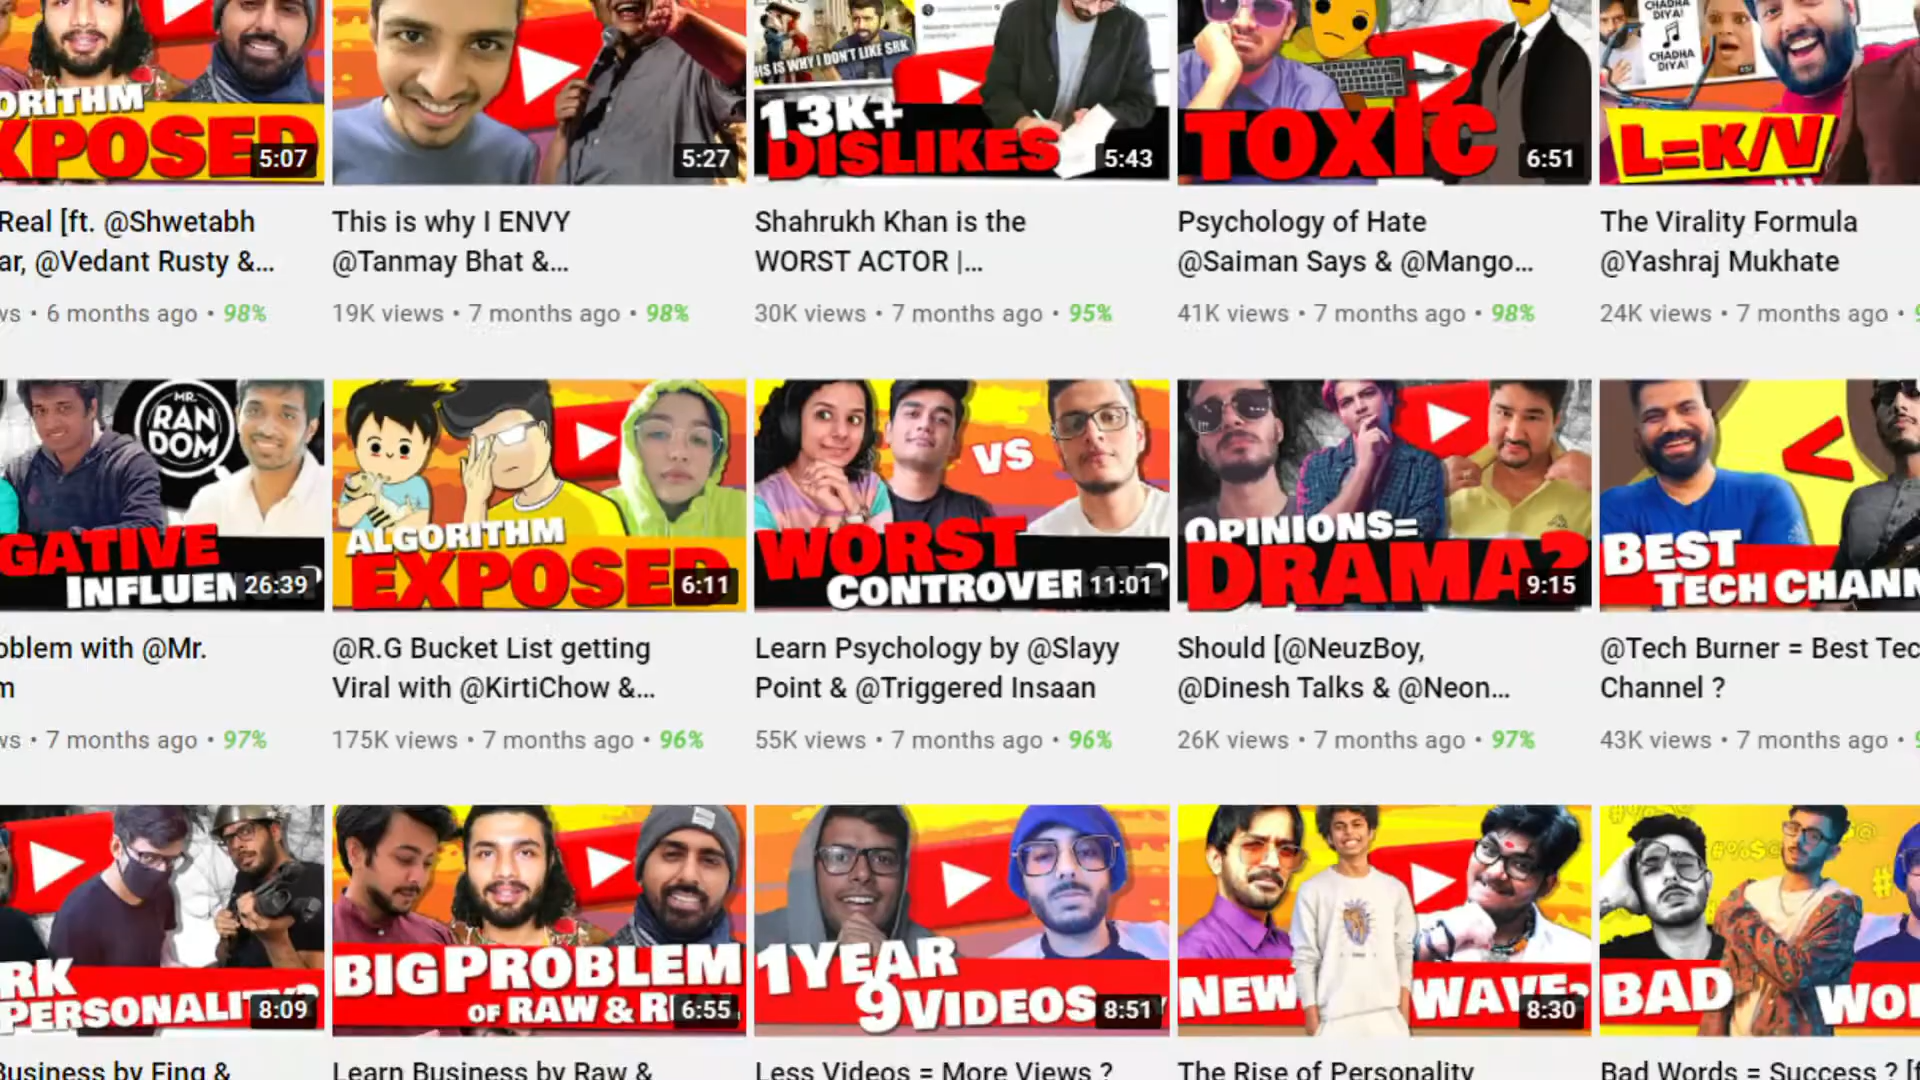 CHADHA
DIYA!
CHADHA
DIYA!
THIS IS WHY I DON'T LIKE SRK
ORITHM
XPOSED
5:07
5:27
13K+
DISLIKES
5:43
TOXIC
6:51
L=K/V
Real [ft. @Shwetabh
ar, @Vedant Rusty &...
ws • 6 months ago • 98%
This is why I ENVY
@Tanmay Bhat &...
19K views • 7 months ago • 98%
Shahrukh Khan is the
WORST ACTOR |...
30K views • 7 months ago • 95%
Psychology of Hate
@Saiman Says & @Mango...
41K views • 7 months ago • 98%
The Virality Formula
@Yashraj Mukhate
24K views • 7 months ago •
MR.
RAN
DOM
GATIVE
INFLUEN
26:39
ALGORITHM
EXPOSED
6:11
VS
WORST
CONTROVER
11:01
OPINIONS=
DRAMA?
9:15
<
BEST
TECH CHANN
oblem with @Mr.
m
ws • 7 months ago • 97%
@R.G Bucket List getting
Viral with @KirtiChow &...
175K views • 7 months ago • 96%
Learn Psychology by @Slayy
Point & @Triggered Insaan
55K views • 7 months ago • 96%
Should [@NeuzBoy,
@Dinesh Talks & @Neon...
26K views • 7 months ago • 97%
@Tech Burner = Best Tec
Channel ?
43K views • 7 months ago •
RK
PERSONALI
8:09
BIG PROBLEM
OF RAW & R
6:55
1 YEAR
9 VIDEOS
8:51
NEW WAVE?
8:30
#%$@
BAD WO
Business by Fing &
Learn Business by Raw &
Less Videos = More Views ?
The Rise of Personality
Bad Words = Success ? [f